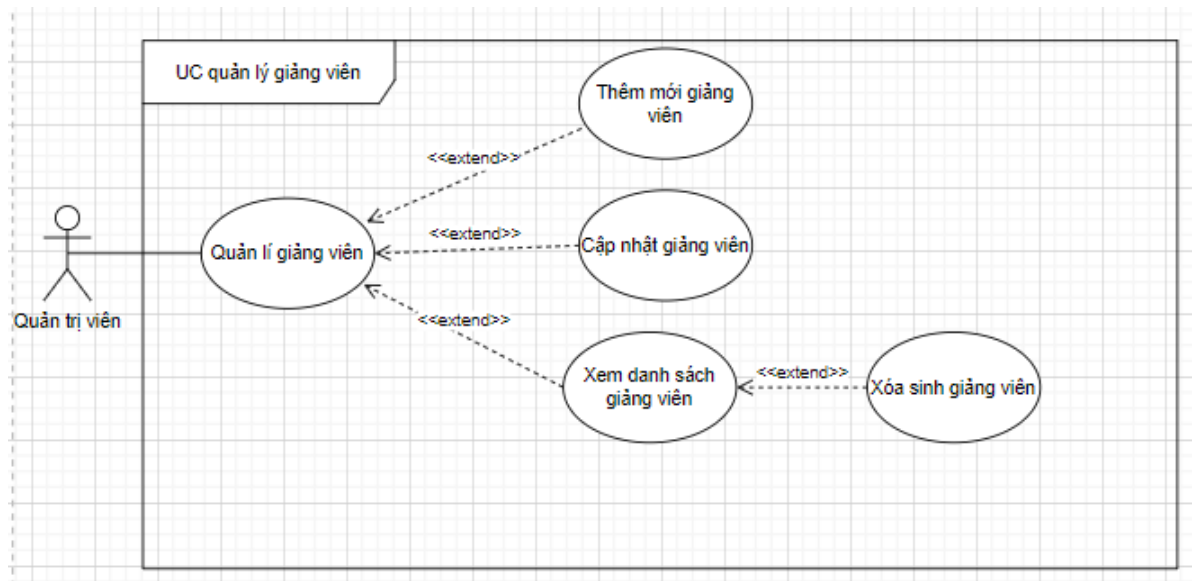 UC quản lý giảng viên
Thêm mới giảng
viên
<<extend>>
<<extend>>
Cập nhật giảng viên
Quản lí giảng viên
Quản trị viên
<<extend>>
Xem danh sách
giảng viên
<<extend>>
Xóa sinh giảng viên